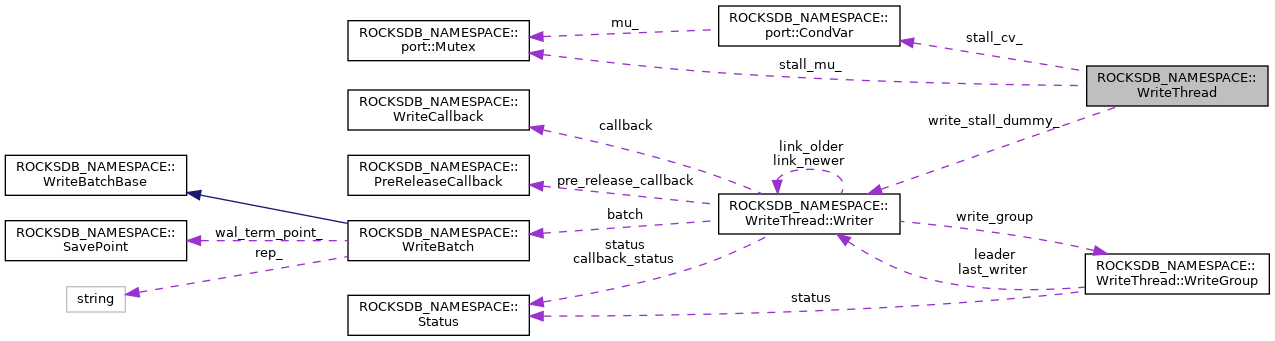 ROCKSDB_NAMESPACE::
port::Mutex
mu_
ROCKSDB_NAMESPACE::
port::CondVar
stall_cv_
stall_mu_
ROCKSDB_NAMESPACE::
WriteThread
ROCKSDB_NAMESPACE::
WriteCallback
callback
write_stall_dummy_
link_older
link_newer
ROCKSDB_NAMESPACE::
WriteBatchBase
ROCKSDB_NAMESPACE::
PreReleaseCallback
pre_release_callback
ROCKSDB_NAMESPACE::
WriteThread::Writer
write_group
ROCKSDB_NAMESPACE::
SavePoint
wal_term_point_
rep_
ROCKSDB_NAMESPACE::
WriteBatch
batch
status
callback_status
leader
last_writer
ROCKSDB_NAMESPACE::
WriteThread::WriteGroup
string
ROCKSDB_NAMESPACE::
Status
status